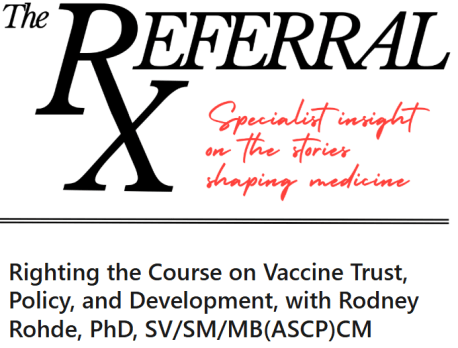 The REFERRAL
RX
Specialist insight
on the stories
shaping medicine
Righting the Course on Vaccine Trust,
Policy, and Development, with Rodney
Rohde, PhD, SV/SM/MB(ASCP)CM